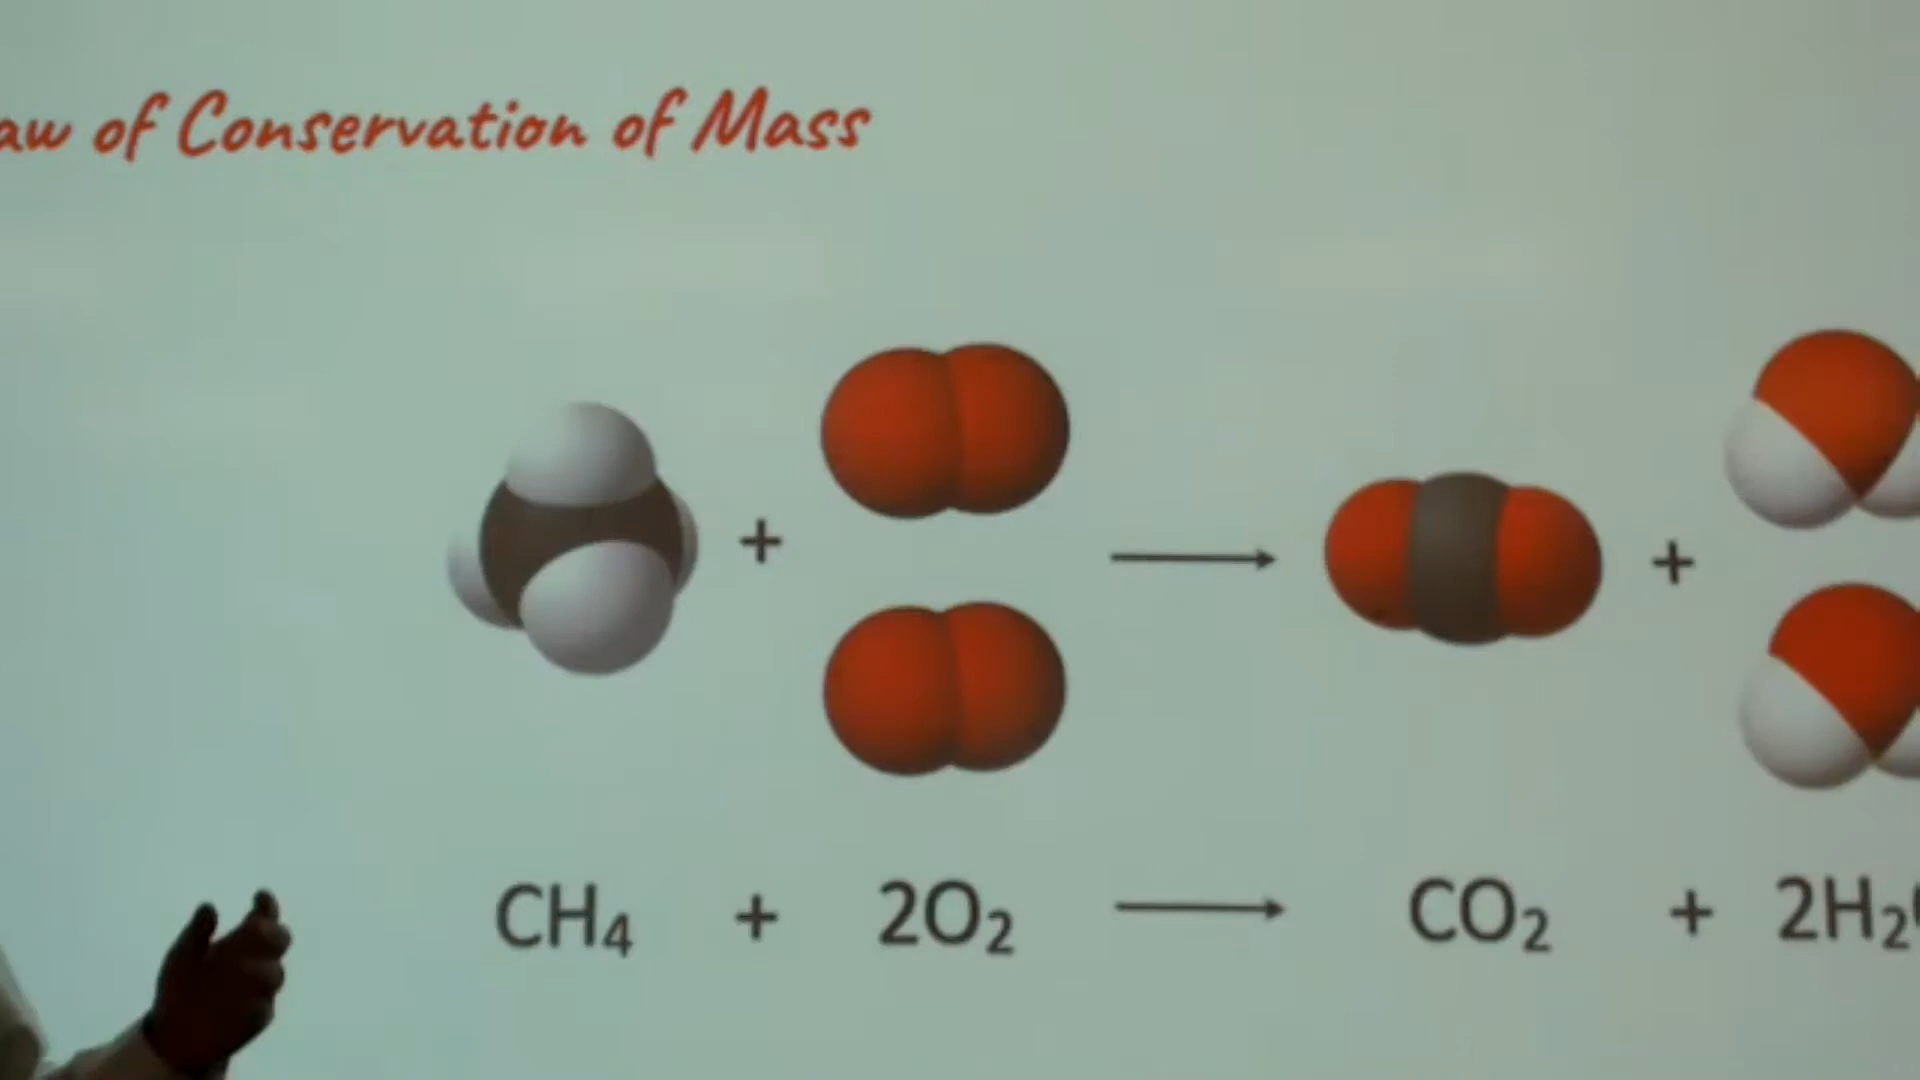 aw of Conservation of Mass
+ → +
CH₄ + 2O₂ → CO₂ + 2H₂